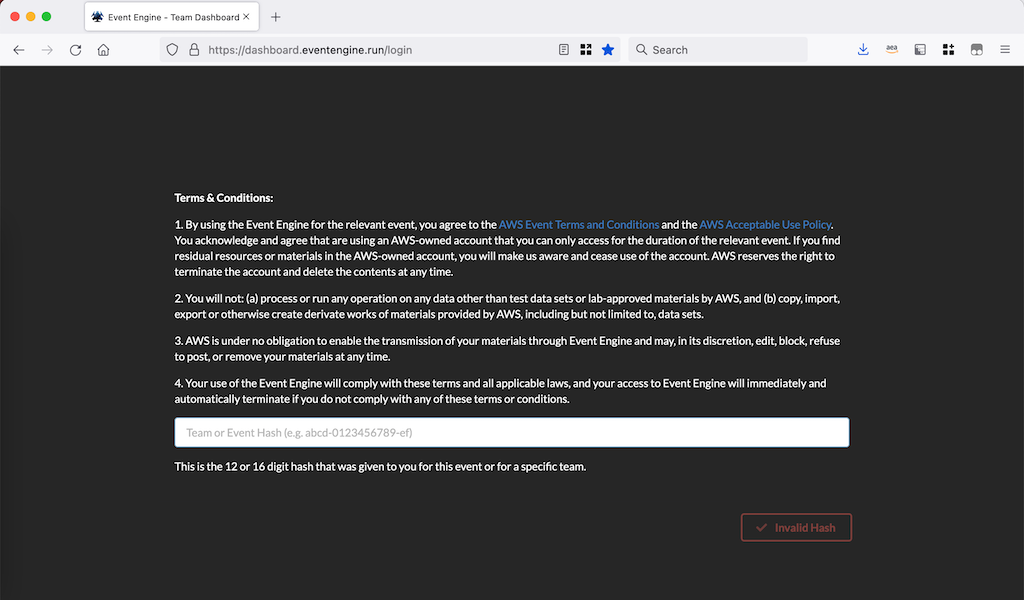 Event Engine - Team Dashboard
https://dashboard.eventengine.run/login
Search
aea
Terms & Conditions:
1. By using the Event Engine for the relevant event, you agree to the AWS Event Terms and Conditions and the AWS Acceptable Use Policy.
You acknowledge and agree that are using an AWS-owned account that you can only access for the duration of the relevant event. If you find
residual resources or materials in the AWS-owned account, you will make us aware and cease use of the account. AWS reserves the right to
terminate the account and delete the contents at any time.
2. You will not: (a) process or run any operation on any data other than test data sets or lab-approved materials by AWS, and (b) copy, import,
export or otherwise create derivate works of materials provided by AWS, including but not limited to, data sets.
3. AWS is under no obligation to enable the transmission of your materials through Event Engine and may, in its discretion, edit, block, refuse
to post, or remove your materials at any time.
4. Your use of the Event Engine will comply with these terms and all applicable laws, and your access to Event Engine will immediately and
automatically terminate if you do not comply with any of these terms or conditions.
Team or Event Hash (e.g. abcd-0123456789-ef)
This is the 12 or 16 digit hash that was given to you for this event or for a specific team.
Invalid Hash